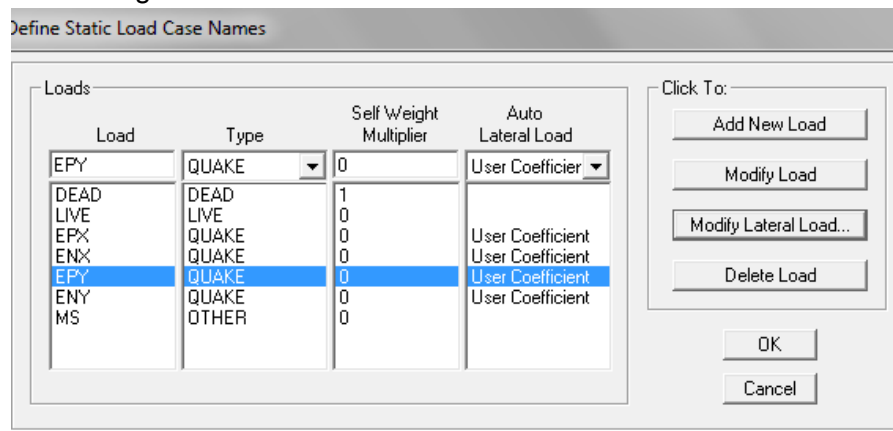 Define Static Load Case Names
Loads
Click To:
Load Type Self Weight Multiplier Auto Lateral Load
EPY QUAKE 0 User Coefficier
DEAD DEAD 1
LIVE LIVE 0
EPX QUAKE 0 User Coefficient
ENX QUAKE 0 User Coefficient
EPY QUAKE 0 User Coefficient
ENY QUAKE 0 User Coefficient
MS OTHER 0
Add New Load
Modify Load
Modify Lateral Load...
Delete Load
OK
Cancel